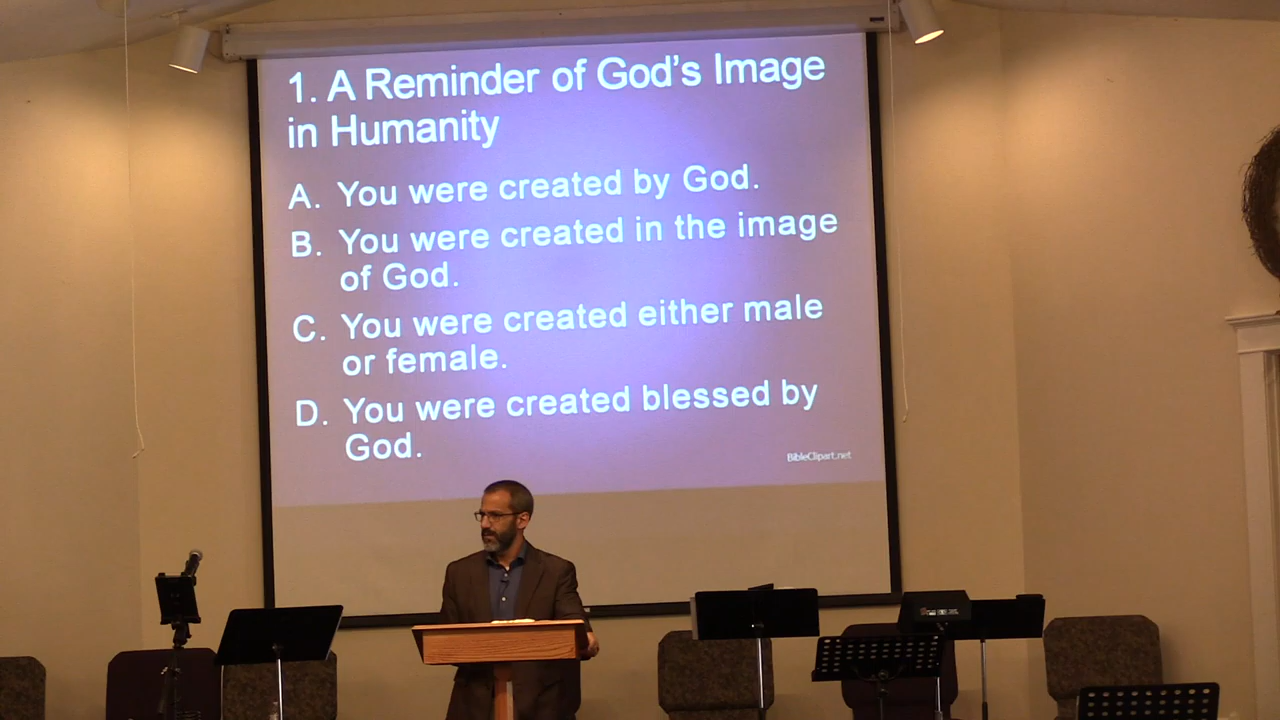 1. A Reminder of God's Image
in Humanity
A. You were created by God.
B. You were created in the image
of God.
C. You were created either male
or female.
D. You were created blessed by
God.
BibleClipart.net